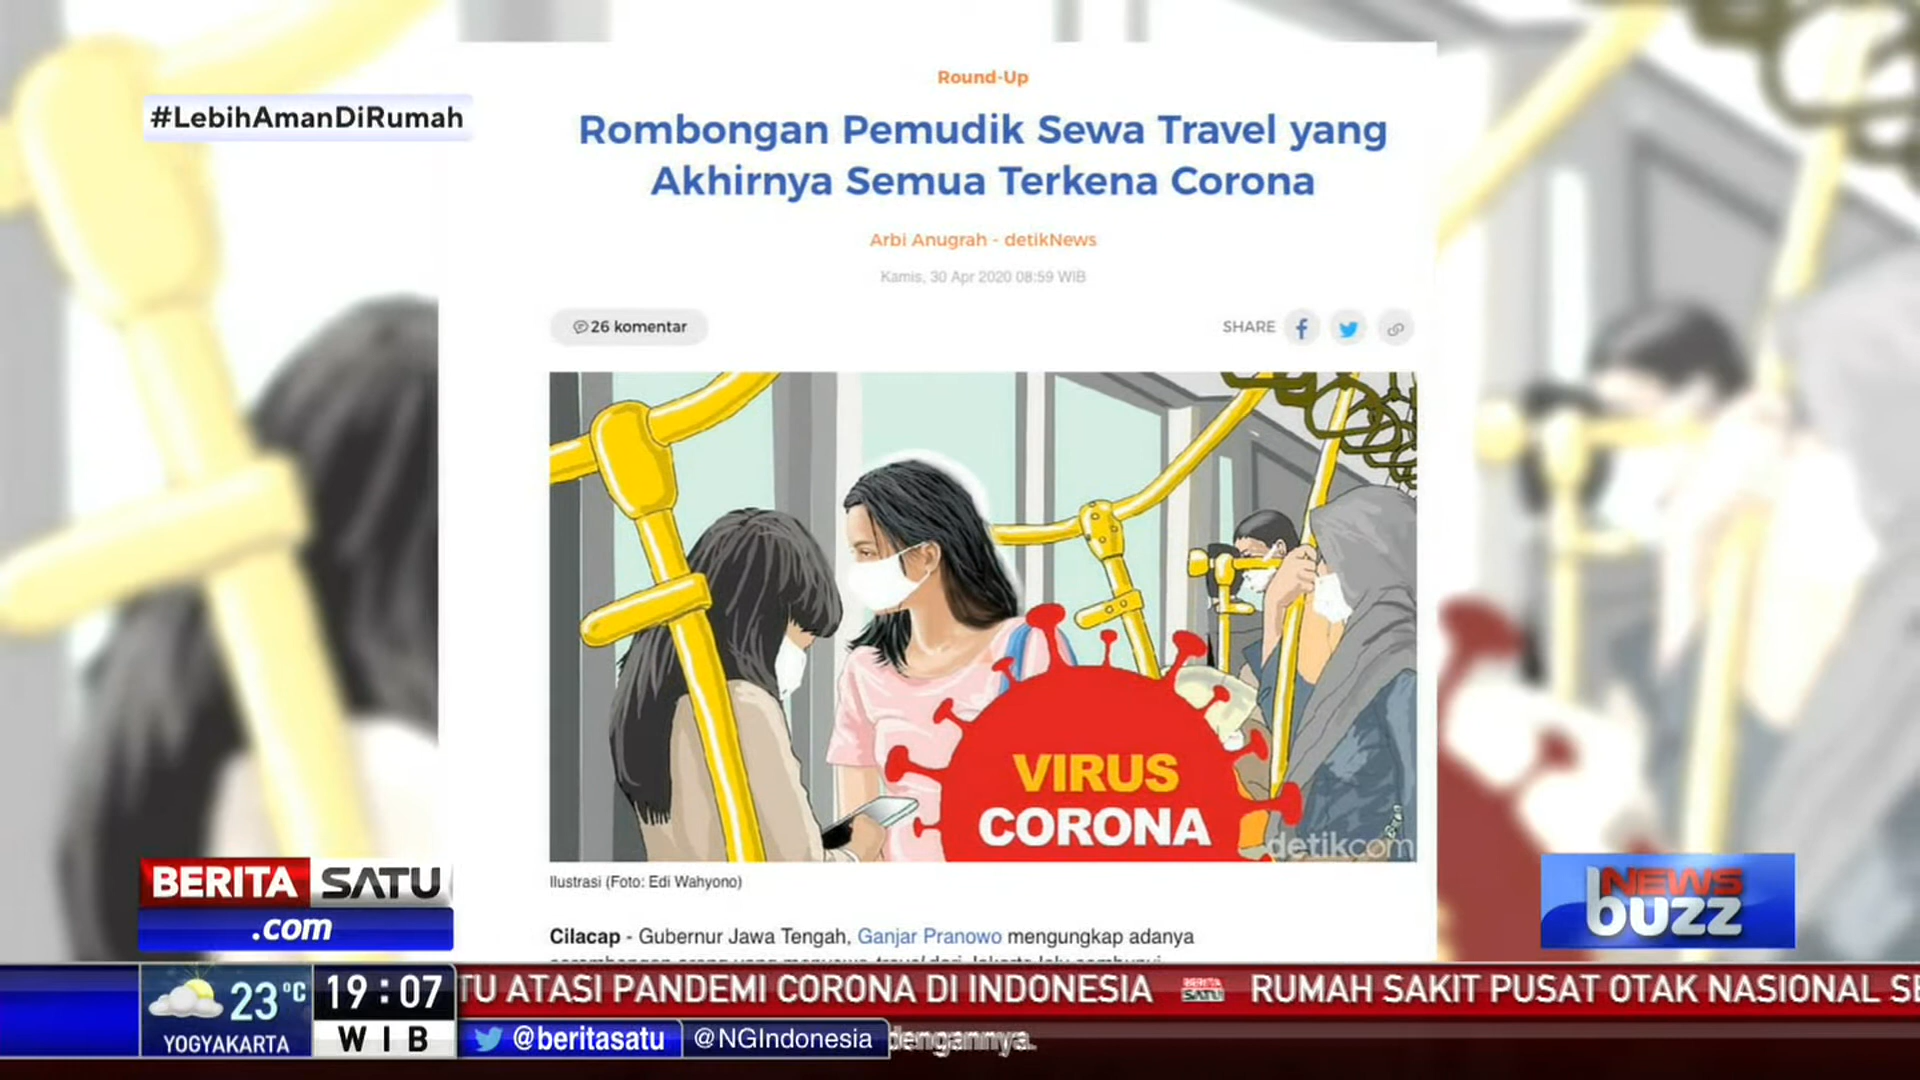 Round-Up
#LebihAmanDiRumah
Rombongan Pemudik Sewa Travel yang
Akhirnya Semua Terkena Corona
Arbi Anugrah - detikNews
Kamis, 30 Apr 2020 08:59 WIB
26 komentar
SHARE
VIRUS
CORONA
detikcom
Ilustrasi (Foto: Edi Wahyono)
Cilacap - Gubernur Jawa Tengah, Ganjar Pranowo mengungkap adanya
BERITA SATU
.com
NEWS
buzz
23°C
YOGYAKARTA
19:07
WIB
TU ATASI PANDEMI CORONA DI INDONESIA BERITA SATU RUMAH SAKIT PUSAT OTAK NASIONAL SE
@beritasatu @NGIndonesia dengannya.